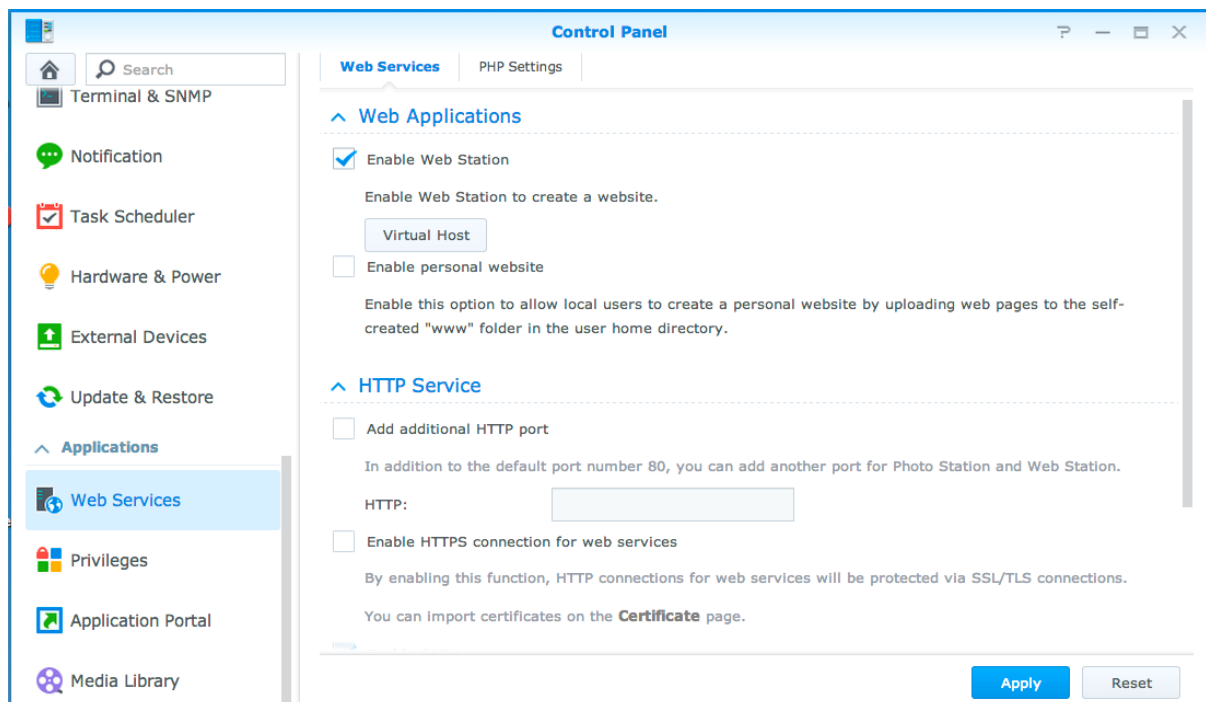 Control Panel
Search
Terminal & SNMP
Notification
Task Scheduler
Hardware & Power
External Devices
Update & Restore
Applications
Web Services
Privileges
Application Portal
Media Library
Web Services
PHP Settings
Web Applications
Enable Web Station
Enable Web Station to create a website.
Virtual Host
Enable personal website
Enable this option to allow local users to create a personal website by uploading web pages to the self-
created "www" folder in the user home directory.
HTTP Service
Add additional HTTP port
In addition to the default port number 80, you can add another port for Photo Station and Web Station.
HTTP:
Enable HTTPS connection for web services
By enabling this function, HTTP connections for web services will be protected via SSL/TLS connections.
You can import certificates on the Certificate page.
Apply
Reset